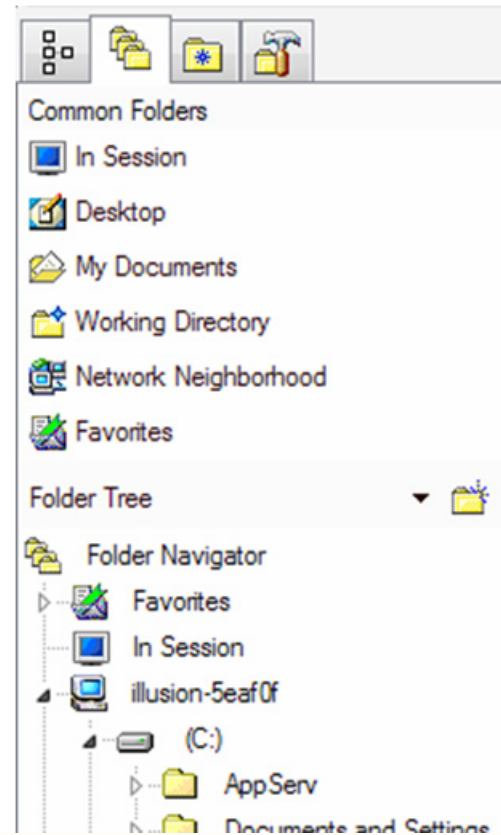 Common Folders
In Session
Desktop
My Documents
Working Directory
Network Neighborhood
Favorites
Folder Tree
Folder Navigator
Favorites
In Session
illusion-5eaf0f
(C:)
AppServ
Documents and Settings